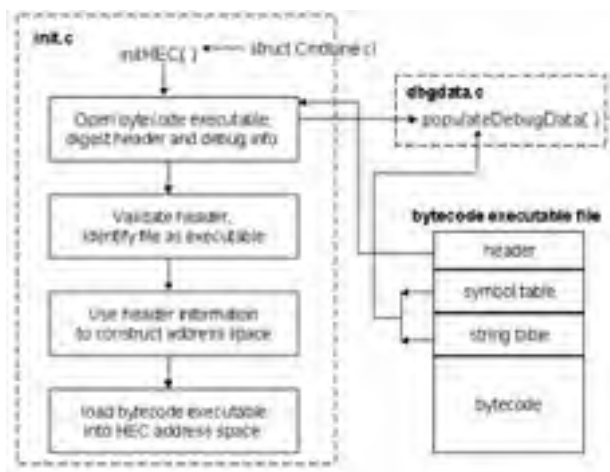 init.c
initHEC( )
struct CmdLine cl
Open bytecode executable,
digest header and debug info
Validate header,
identify file as executable
Use header information
to construct address space
load bytecode executable
into HEC address space
dbgdata.c
populateDebugData( )
bytecode executable file
header
symbol table
string table
bytecode